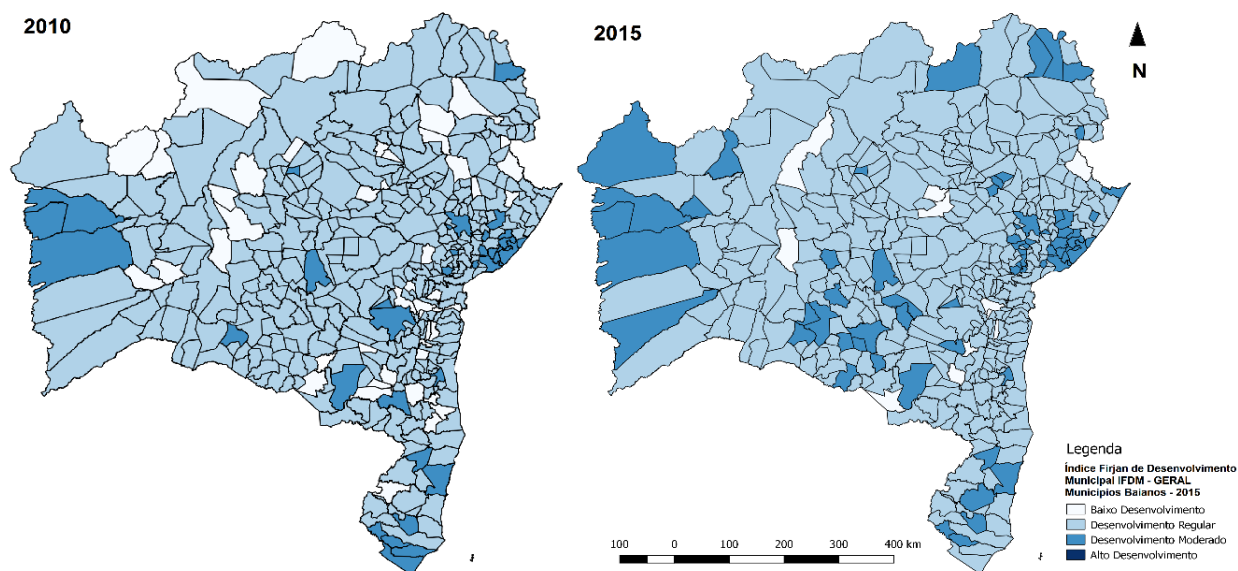 2010
2015
N
Legenda
Índice Firjan de Desenvolvimento
Municipal IFDM - GERAL
Municipios Baianos - 2015
Baixo Desenvolvimento
Desenvolvimento Regular
Desenvolvimento Moderado
Alto Desenvolvimento
100 0 100 200 300 400 km